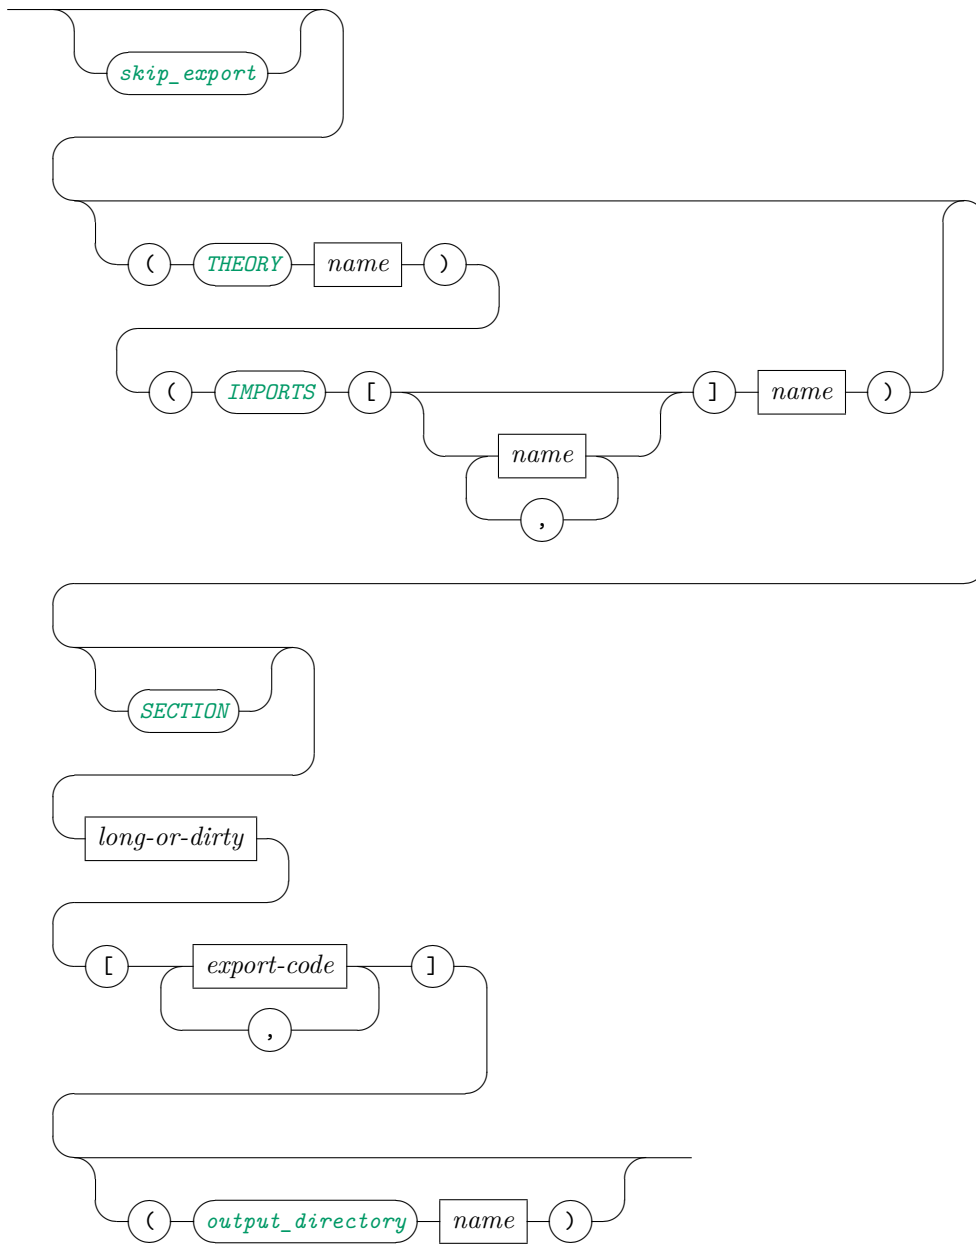 skip_export
( THEORY name )
( IMPORTS [ ] name )
name
,
SECTION
long-or-dirty
[ export-code ]
,
( output_directory name )